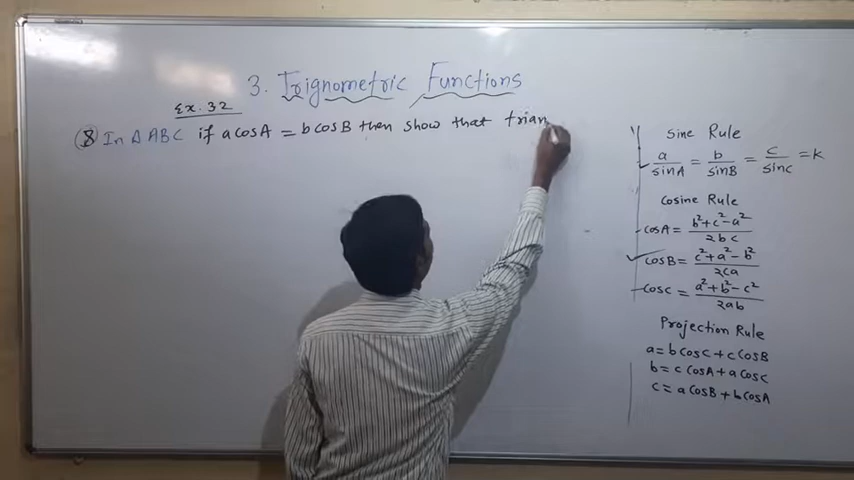 3. Trignometric Functions
Ex. 3.2
8 In Δ ABC if a cosA = b cosB then show that trian
Sine Rule
a/sinA = b/sinB = c/sinC = k
Cosine Rule
cosA = b²+c²-a²/2bc
cosB = c²+a²-b²/2ca
cosC = a²+b²-c²/2ab
Projection Rule
a = b cosC + c cosB
b = c cosA + a cosC
c = a cosB + b cosA